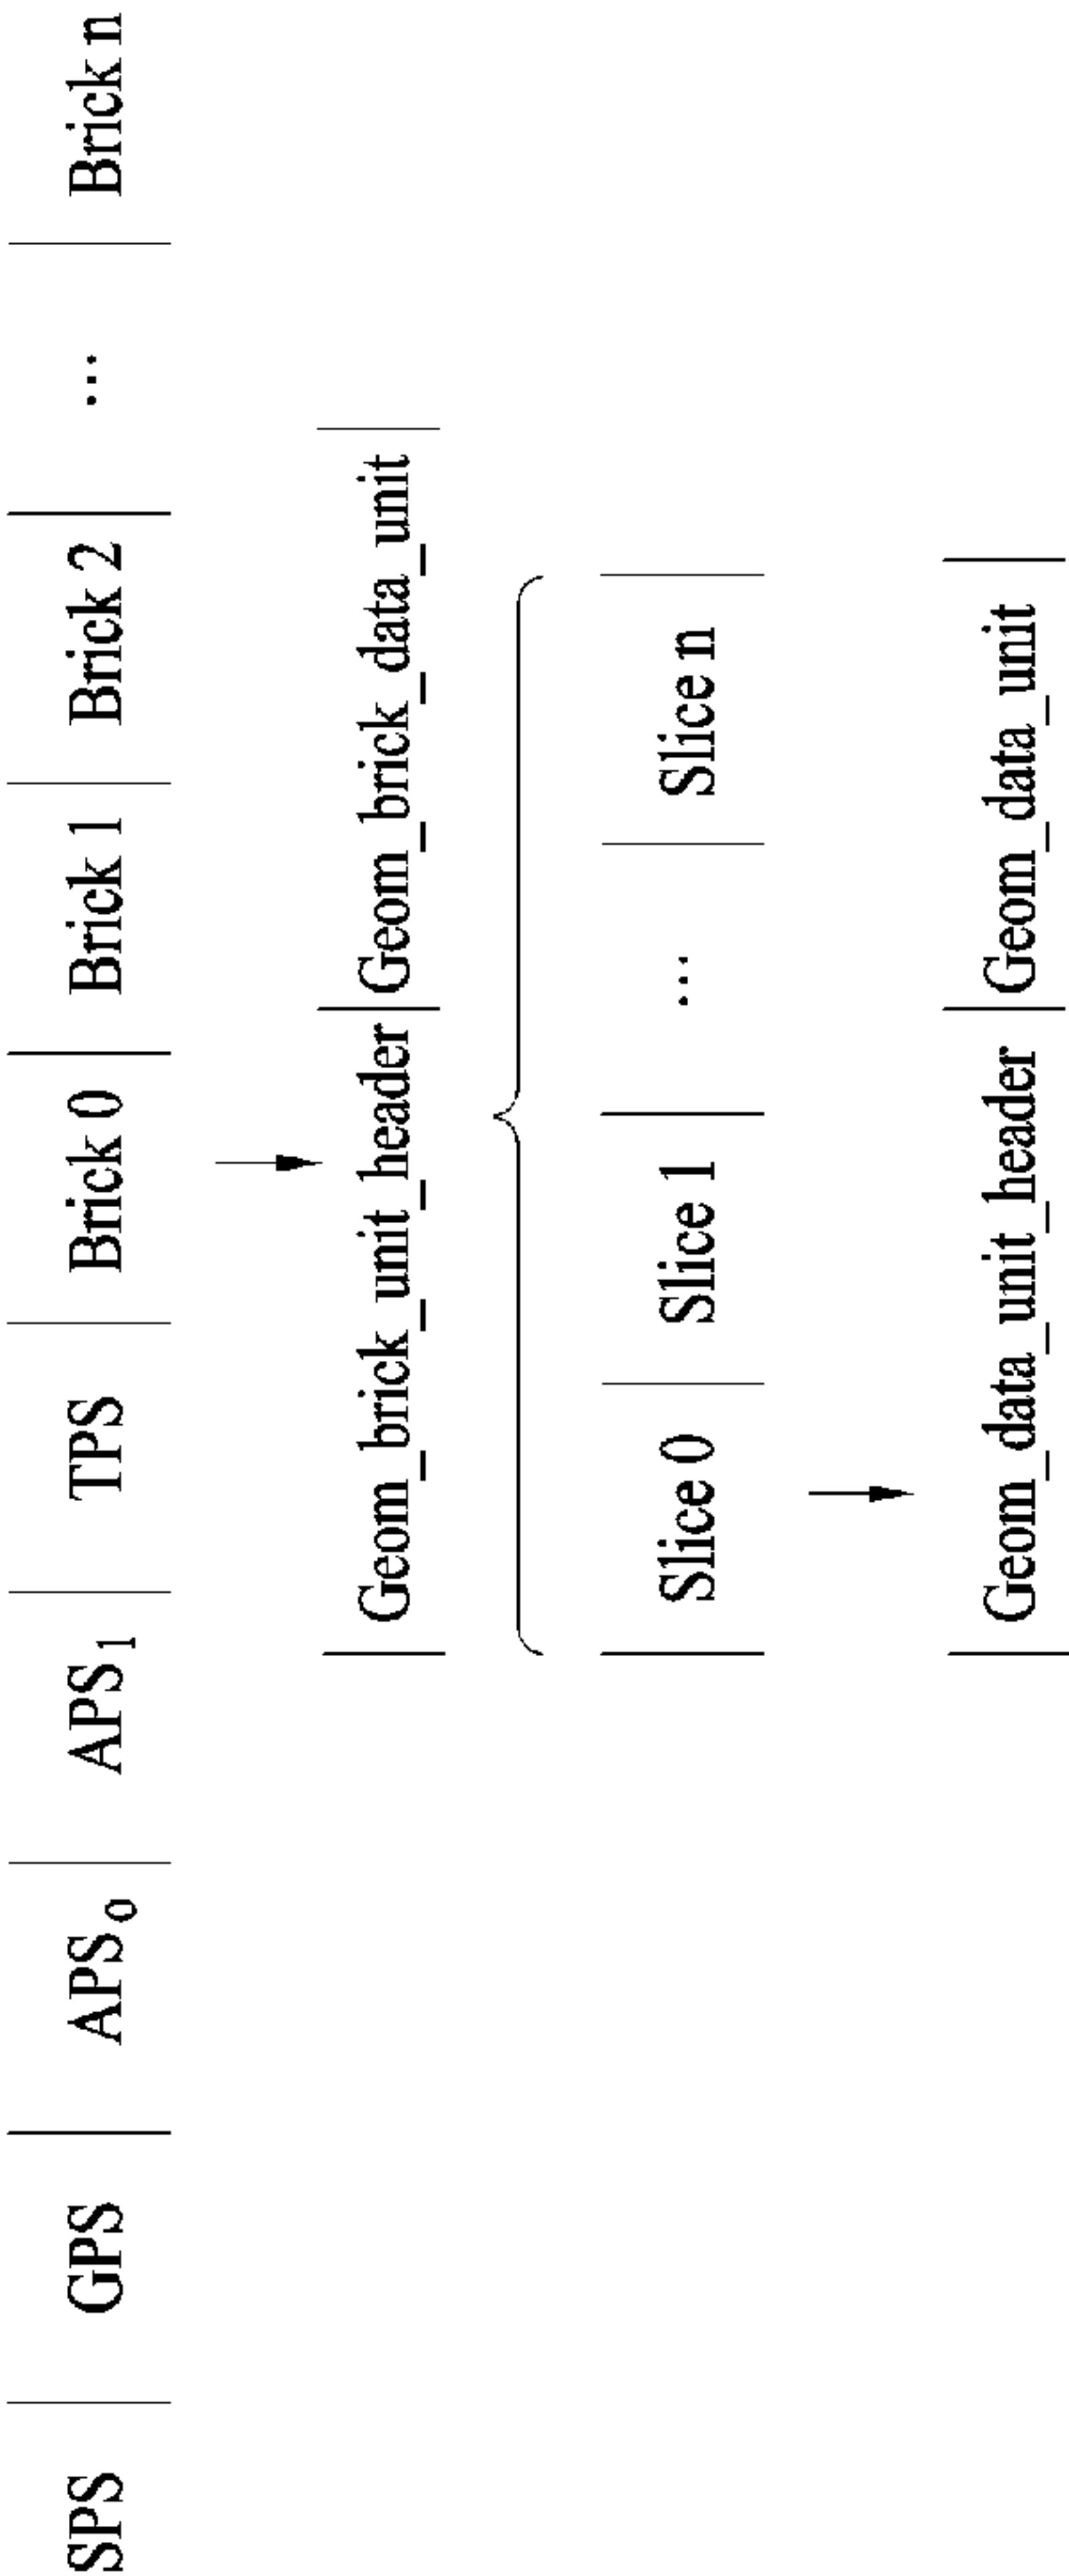 SPS GPS APS₀ APS₁ TPS Brick 0 Brick 1 Brick 2 ... Brick n
Geom_brick_unit_header Geom_brick_data_unit
Slice 0 Slice 1 ... Slice n
Geom_data_unit_header Geom_data_unit